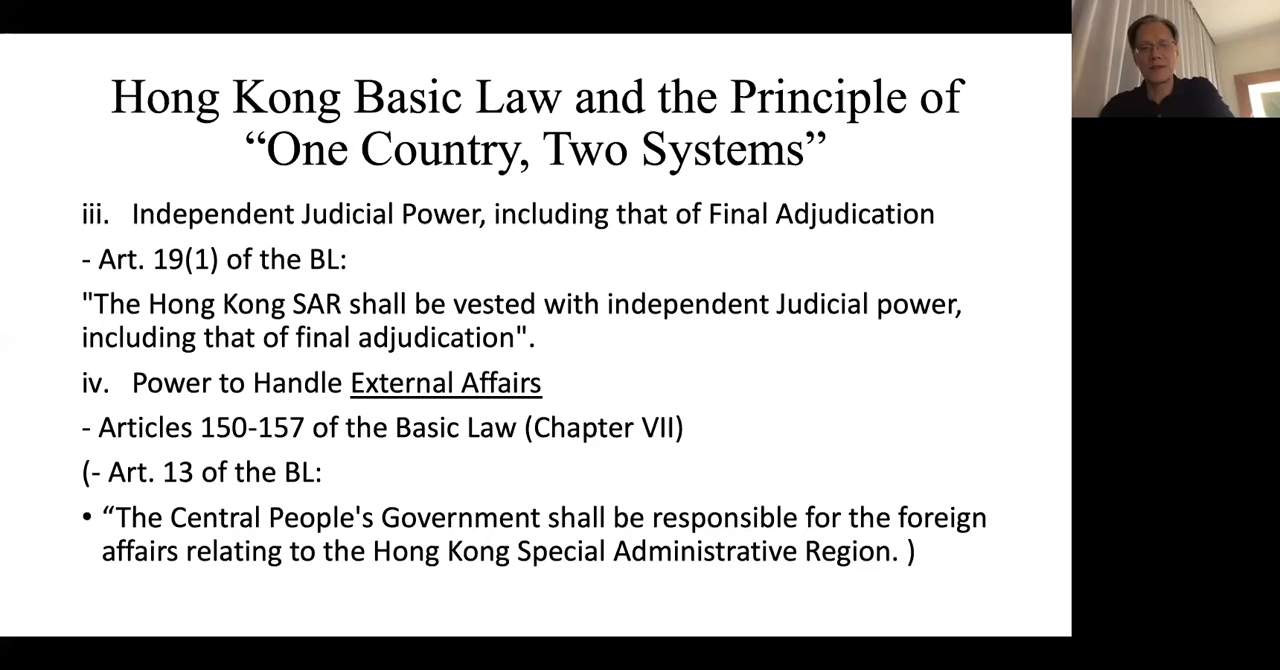 Hong Kong Basic Law and the Principle of
“One Country, Two Systems”
iii. Independent Judicial Power, including that of Final Adjudication
- Art. 19(1) of the BL:
"The Hong Kong SAR shall be vested with independent Judicial power,
including that of final adjudication".
iv. Power to Handle External Affairs
- Articles 150-157 of the Basic Law (Chapter VII)
(- Art. 13 of the BL:
• “The Central People's Government shall be responsible for the foreign
affairs relating to the Hong Kong Special Administrative Region. )